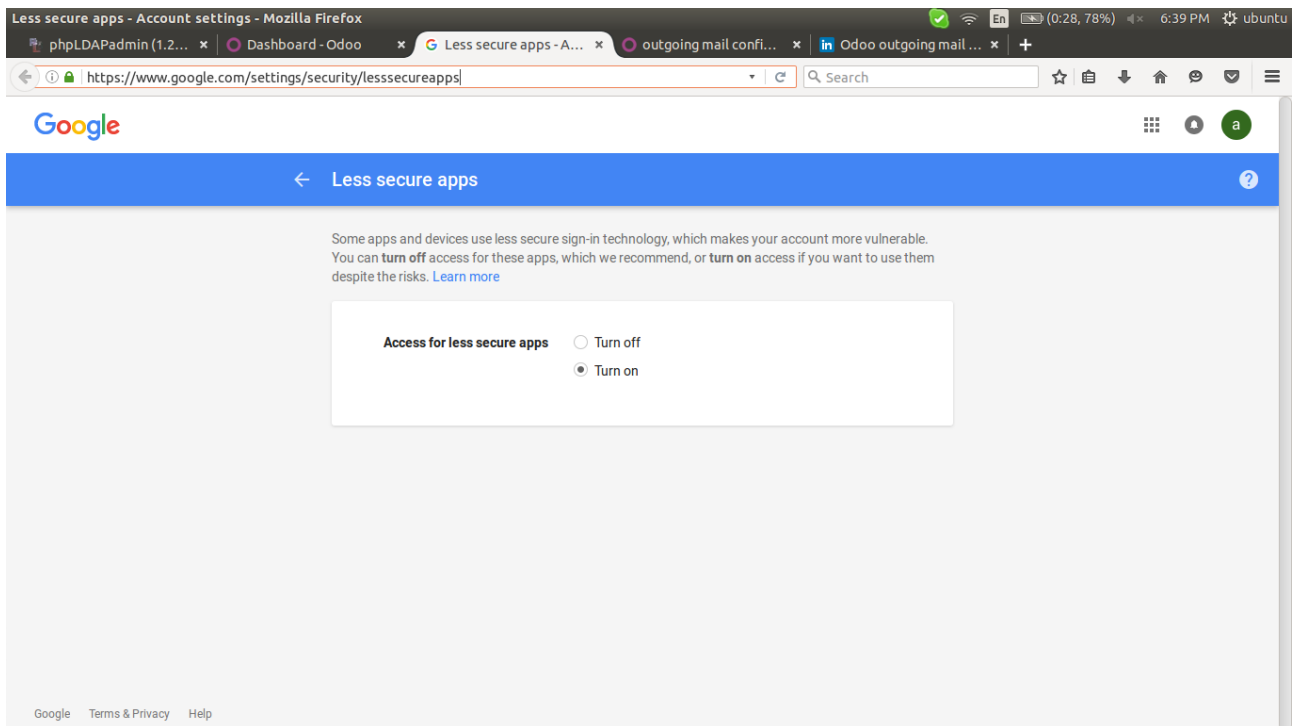 Less secure apps - Account settings - Mozilla Firefox
En (0:28, 78%) 6:39 PM ubuntu
phpLDAPadmin (1.2... × Dashboard - Odoo × G Less secure apps - A... × outgoing mail confi... × in Odoo outgoing mail ... × +
https://www.google.com/settings/security/lesssecureapps Search
Google a
← Less secure apps ?
Some apps and devices use less secure sign-in technology, which makes your account more vulnerable.
You can turn off access for these apps, which we recommend, or turn on access if you want to use them
despite the risks. Learn more
Access for less secure apps Turn off
Turn on
Google Terms & Privacy Help